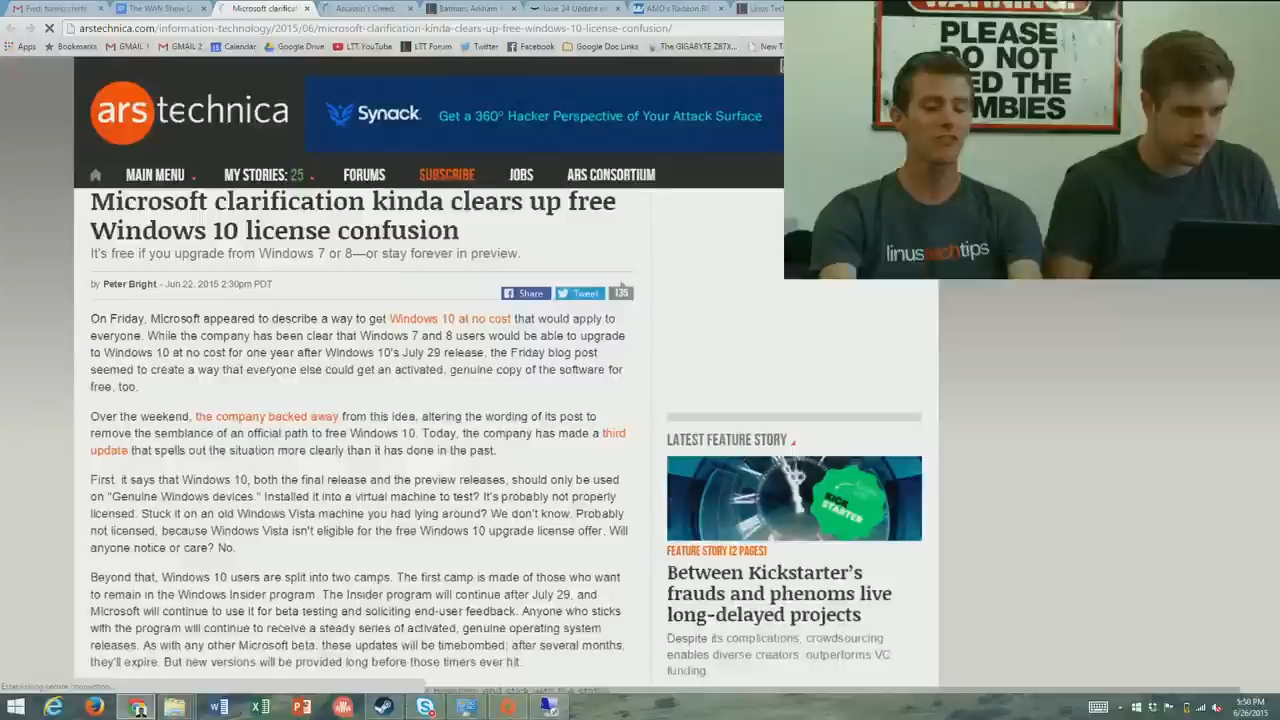 Microsoft clarificat
Assassin's Creed
Batman: Arkham
AMD's Radeon R
Linus Tec
arstechnica.com/information-technology/2015/06/microsoft-clarification-kinda-clears-up-free-windows-10-license-confusion/
Apps
Bookmarks
GMAIL 1
GMAIL 2
Calendar
Google Drive
LTT YouTube
LTT Forum
Twitter
Facebook
Google Doc Links
The GIGABYTE Z87X...
New T
WARNING!
PLEASE
DO NOT
ED THE
MBIES
ars technica
Synack
Get a 360° Hacker Perspective of Your Attack Surface
MAIN MENU
MY STORIES: 25
FORUMS
SUBSCRIBE
JOBS
ARS CONSORTIUM
linustechtips
Microsoft clarification kinda clears up free
Windows 10 license confusion
It's free if you upgrade from Windows 7 or 8—or stay forever in preview.
by Peter Bright - Jun 22, 2015 2:30pm PDT
Share
Tweet
135
On Friday, Microsoft appeared to describe a way to get Windows 10 at no cost that would apply to
everyone. While the company has been clear that Windows 7 and 8 users would be able to upgrade
to Windows 10 at no cost for one year after Windows 10's July 29 release, the Friday blog post
seemed to create a way that everyone else could get an activated, genuine copy of the software for
free, too.
Over the weekend, the company backed away from this idea, altering the wording of its post to
remove the semblance of an official path to free Windows 10. Today, the company has made a third
update that spells out the situation more clearly than it has done in the past.
First, it says that Windows 10, both the final release and the preview releases, should only be used
on "Genuine Windows devices." Installed it into a virtual machine to test? It's probably not properly
licensed. Stuck it on an old Windows Vista machine you had lying around? We don't know. Probably
not licensed, because Windows Vista isn't eligible for the free Windows 10 upgrade license offer. Will
anyone notice or care? No.
Beyond that, Windows 10 users are split into two camps. The first camp is made of those who want
to remain in the Windows Insider program. The Insider program will continue after July 29, and
Microsoft will continue to use it for beta testing and soliciting end-user feedback. Anyone who sticks
with the program will continue to receive a steady series of activated, genuine operating system
releases. As with any other Microsoft beta, these updates will be timebombed; after several months,
they'll expire. But new versions will be provided long before those timers ever hit.
LATEST FEATURE STORY
KICK
STARTER
FEATURE STORY (2 PAGES)
Between Kickstarter's
frauds and phenoms live
long-delayed projects
Despite its complications, crowdsourcing
enables diverse creators, outperforms VC
funding.
Establishing secure connection...
5:50 PM
6/26/2015